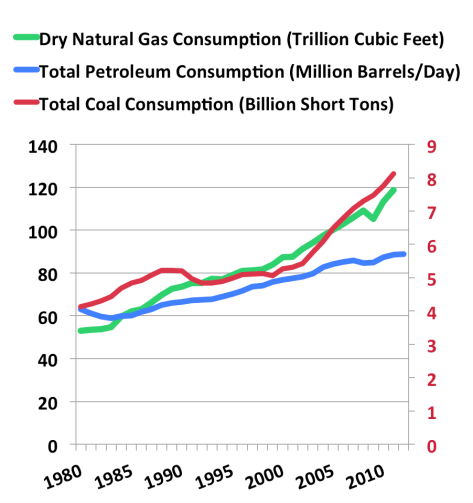 Dry Natural Gas Consumption (Trillion Cubic Feet)
Total Petroleum Consumption (Million Barrels/Day)
Total Coal Consumption (Billion Short Tons)
140 9
120 8
100 7
80 6
60 5
40 4
20 3
0 2
1
0
1980 1985 1990 1995 2000 2005 2010